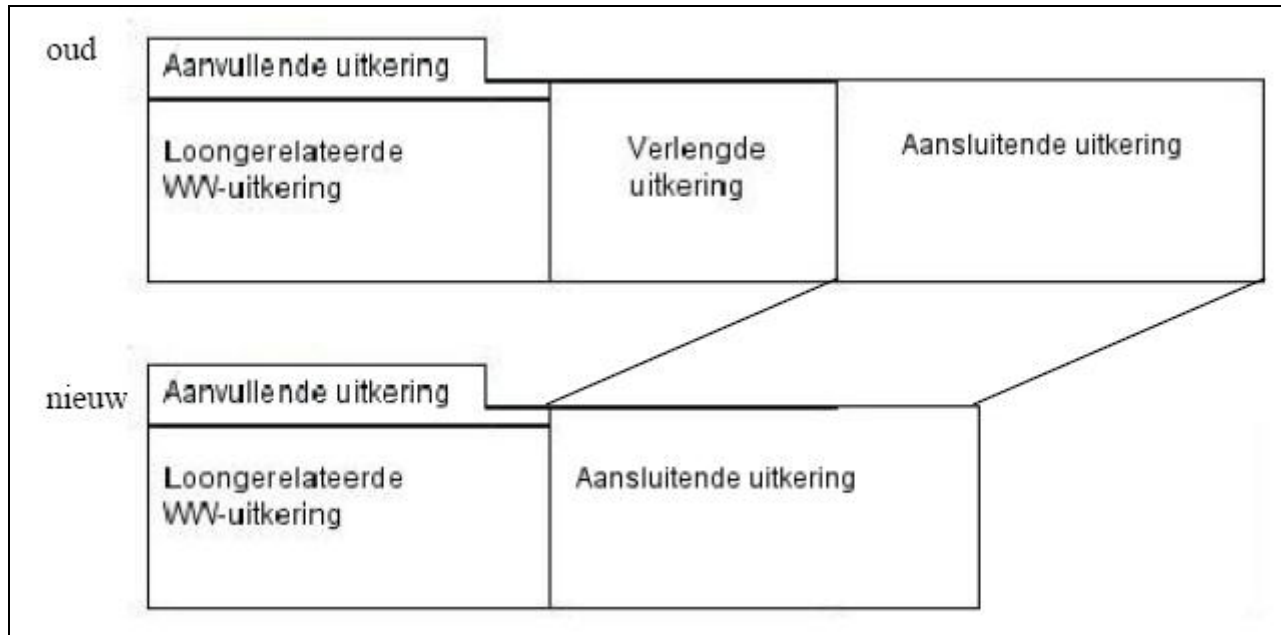 oud
Aanvullende uitkering
Loongerelateerde
WW-uitkering
Verlengde
uitkering
Aansluitende uitkering
nieuw
Aanvullende uitkering
Loongerelateerde
WW-uitkering
Aansluitende uitkering